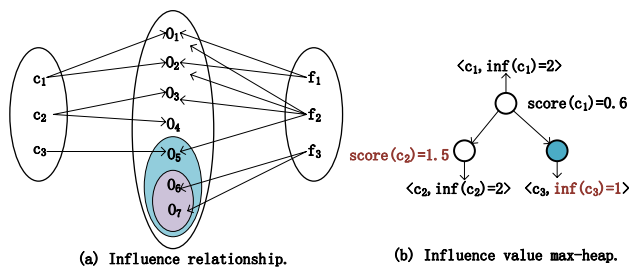 c1
c2
c3
O1
O2
O3
O4
O5
O6
O7
f1
f2
f3
(a) Influence relationship.
<c1, inf(c1)=2>
score(c1)=0.6
score(c2)=1.5
<c2, inf(c2)=2>
<c3, inf(c3)=1>
(b) Influence value max-heap.